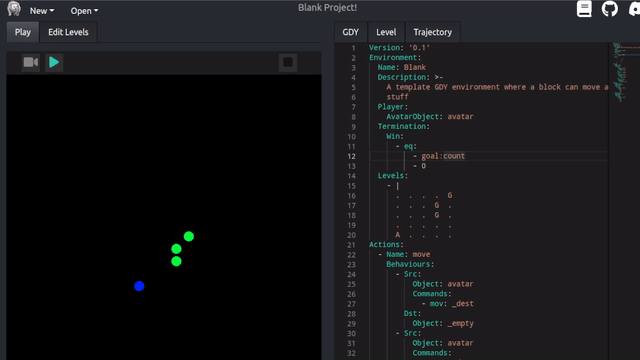 Blank Project!
New
Open
Play
Edit Levels
GDY
Level
Trajectory
1 Version: '0.1'
2 Environment:
3 Name: Blank
4 Description: >-
5 A template GDY environment where a block can move a
6 stuff
7 Player:
8 AvatarObject: avatar
9 Termination:
10 Win:
11 - eq:
12 - goal:count
13 - 0
14 Levels:
15 - |
16 . . . . G
17 . . . G .
18 . . . G .
19 . . . . .
20 A . . . .
21 Actions:
22 - Name: move
23 Behaviours:
24 - Src:
25 Object: avatar
26 Commands:
27 - mov: _dest
28 Dst:
29 Object: _empty
30 - Src:
31 Object: avatar
32 Commands: